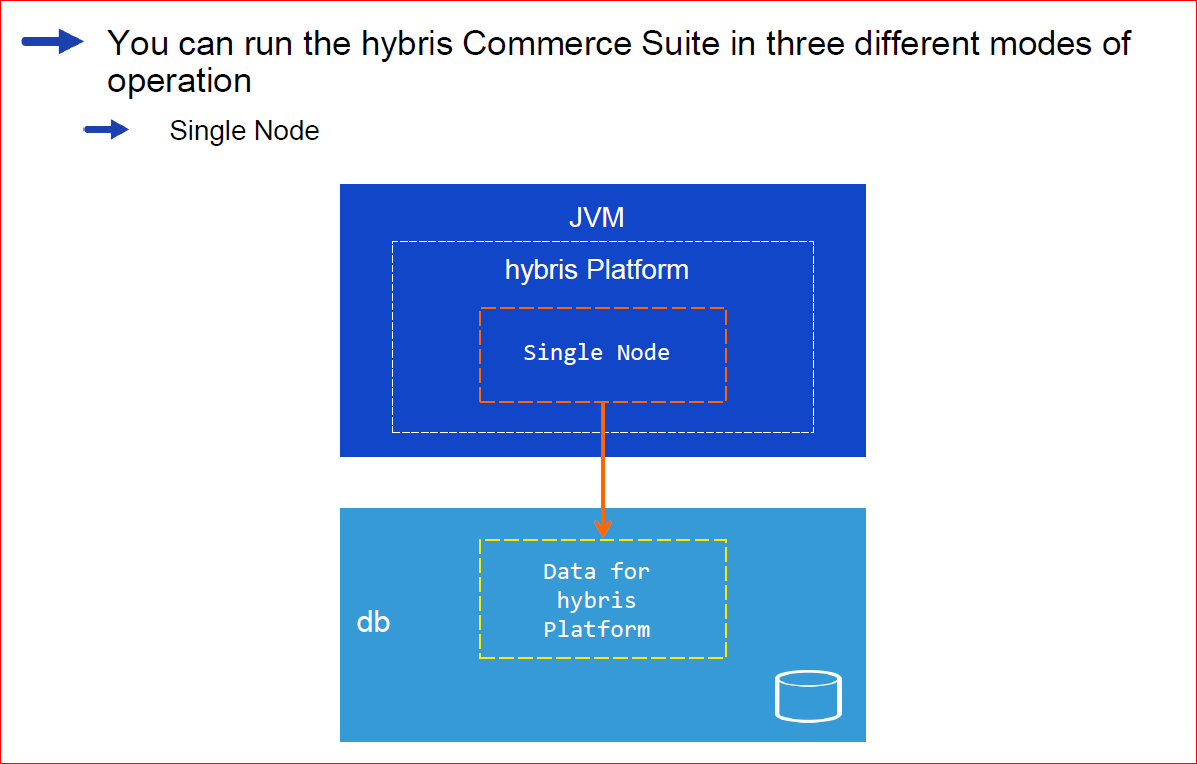 You can run the hybris Commerce Suite in three different modes of
operation
Single Node
JVM
hybris Platform
Single Node
Data for
hybris
Platform
db